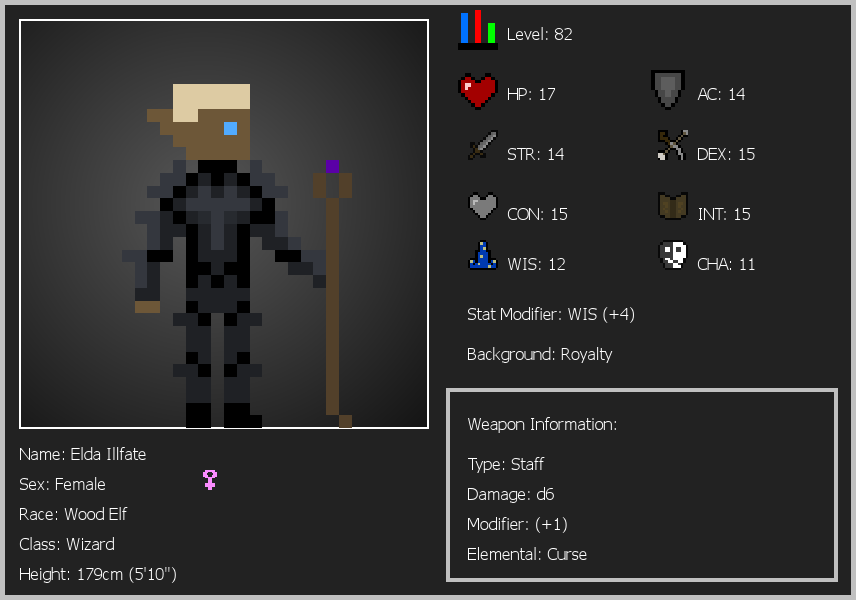 Level: 82
HP: 17
AC: 14
STR: 14
DEX: 15
CON: 15
INT: 15
WIS: 12
CHA: 11
Stat Modifier: WIS (+4)
Background: Royalty
Weapon Information:
Type: Staff
Damage: d6
Modifier: (+1)
Elemental: Curse
Name: Elda Illfate
Sex: Female
Race: Wood Elf
Class: Wizard
Height: 179cm (5'10")